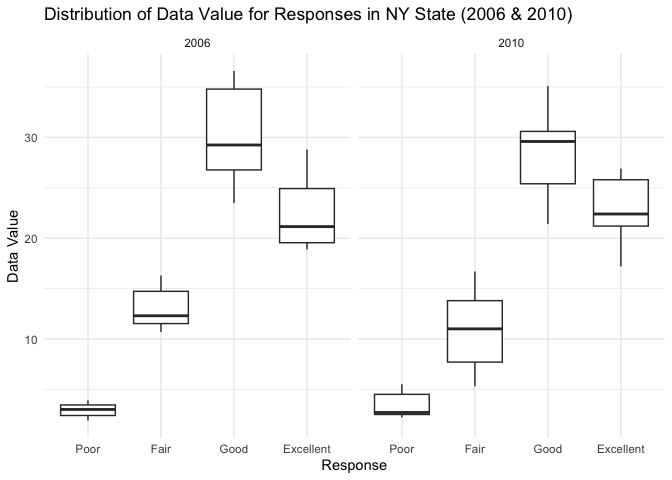 Distribution of Data Value for Responses in NY State (2006 & 2010)
2006 2010
Data Value
30
20
10
Poor Fair Good Excellent Poor Fair Good Excellent
Response